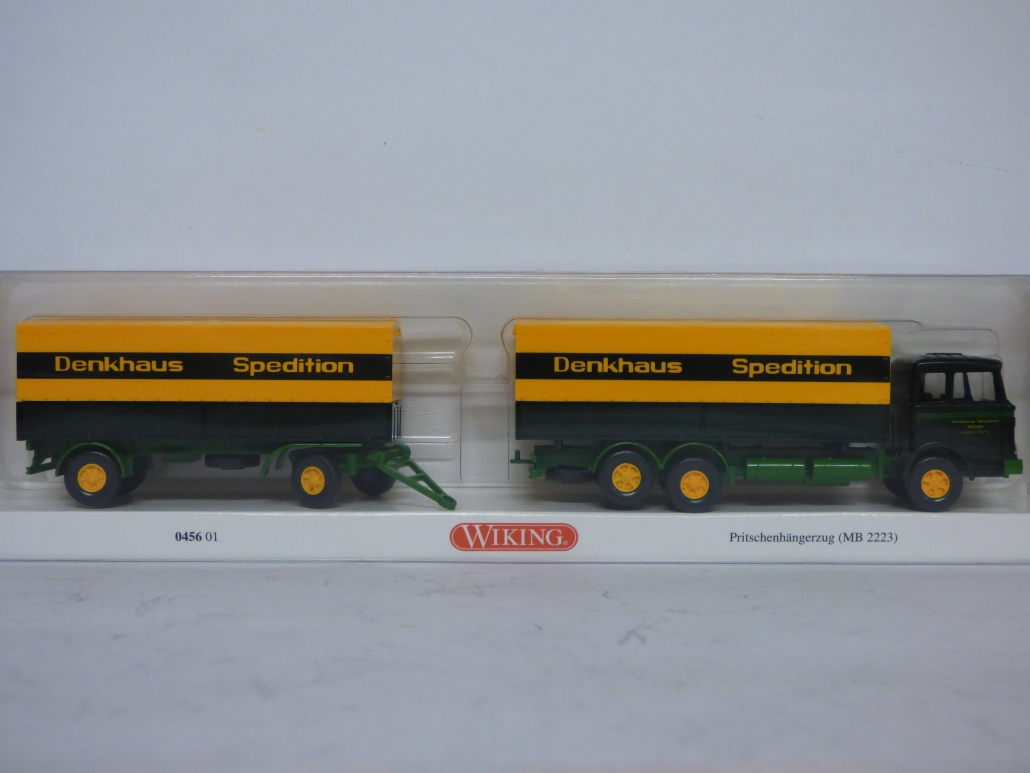 Denkhaus Spedition
Denkhaus Spedition
0456 01
WIKING
Pritschenhängerzug (MB 2223)